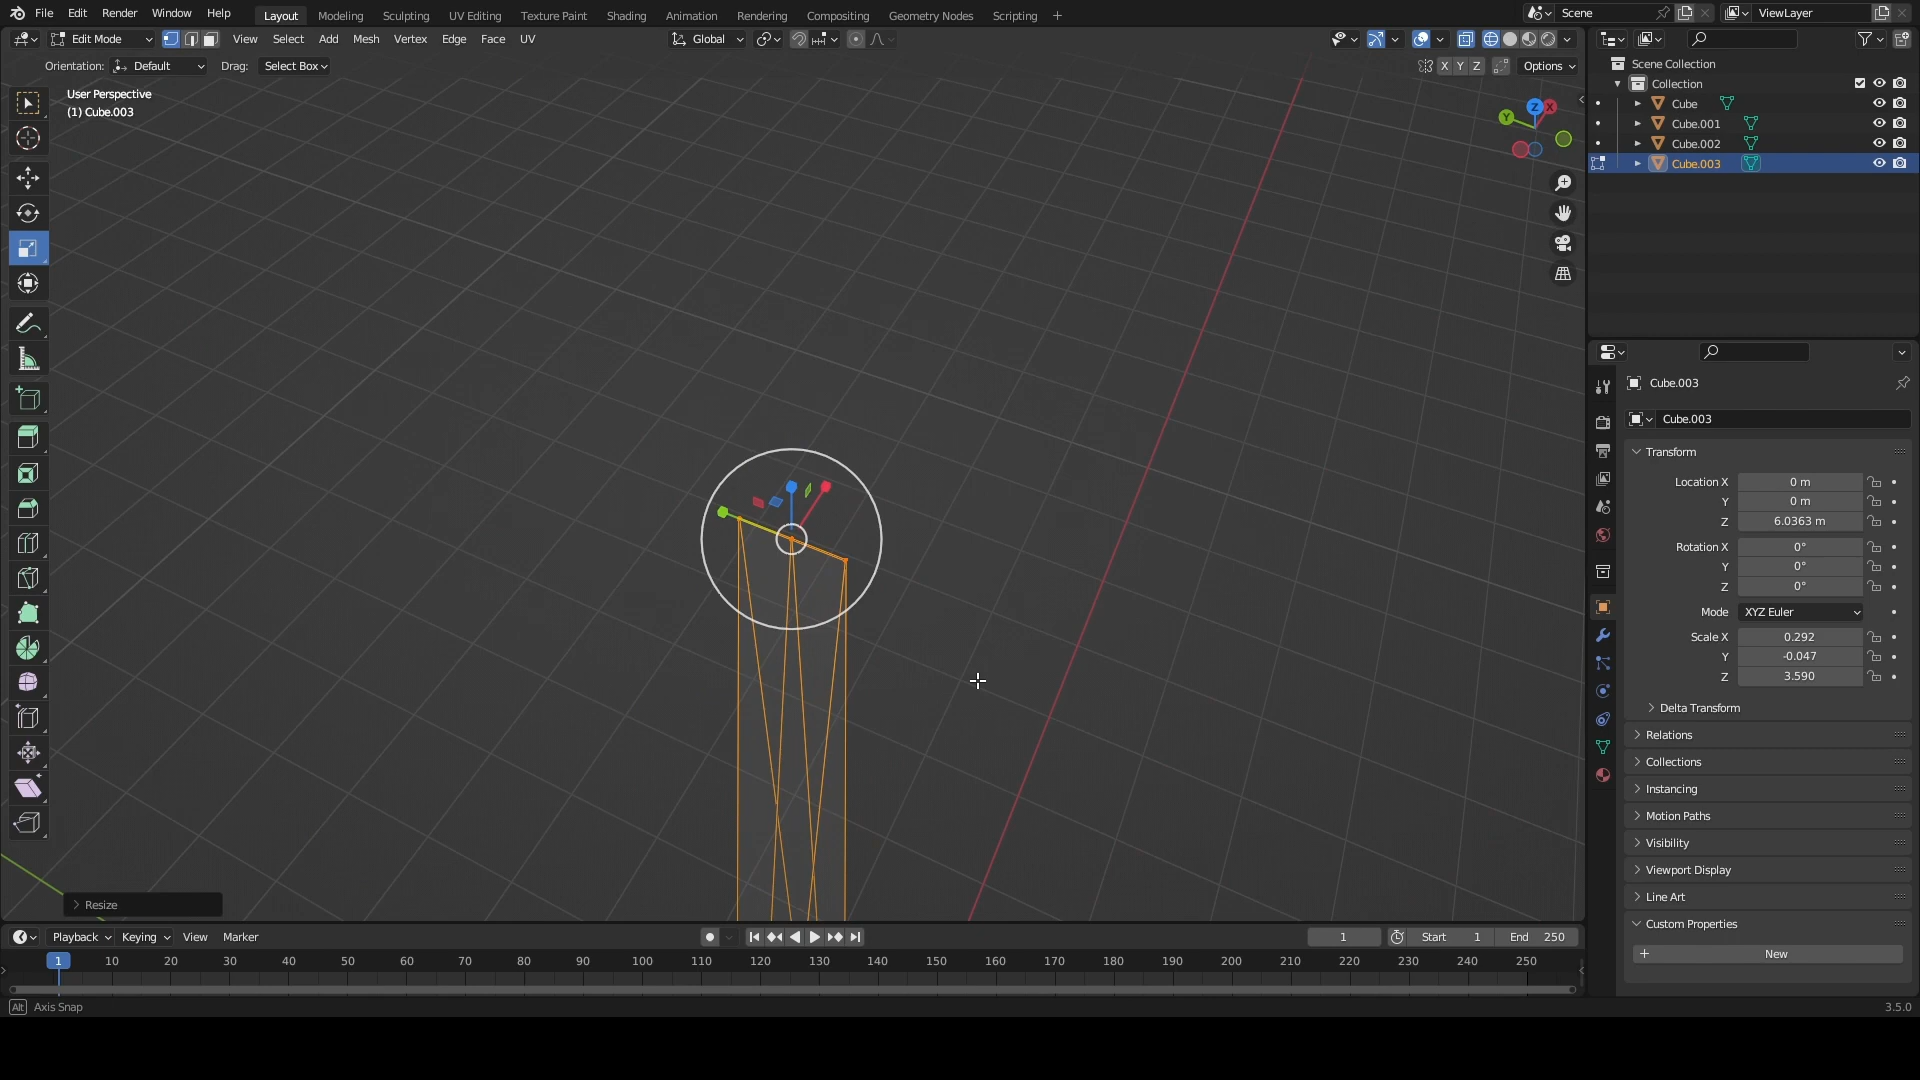 File Edit Render Window Help Layout Modeling Sculpting UV Editing Texture Paint Shading Animation Rendering Compositing Geometry Nodes Scripting + Scene ViewLayer
Edit Mode View Select Add Mesh Vertex Edge Face UV Global
Orientation: Default Drag: Select Box X Y Z Options
User Perspective
(1) Cube.003
Z X Y
Scene Collection
Collection
Cube
Cube.001
Cube.002
Cube.003
Cube.003
Cube.003
Transform
Location X 0 m
Y 0 m
Z 6.0363 m
Rotation X 0°
Y 0°
Z 0°
Mode XYZ Euler
Scale X 0.292
Y -0.047
Z 3.590
Delta Transform
Relations
Collections
Instancing
Motion Paths
Visibility
Viewport Display
Line Art
Custom Properties
New
Resize
Playback Keying View Marker 1 Start 1 End 250
1 10 20 30 40 50 60 70 80 90 100 110 120 130 140 150 160 170 180 190 200 210 220 230 240 250
Alt Axis Snap 3.5.0